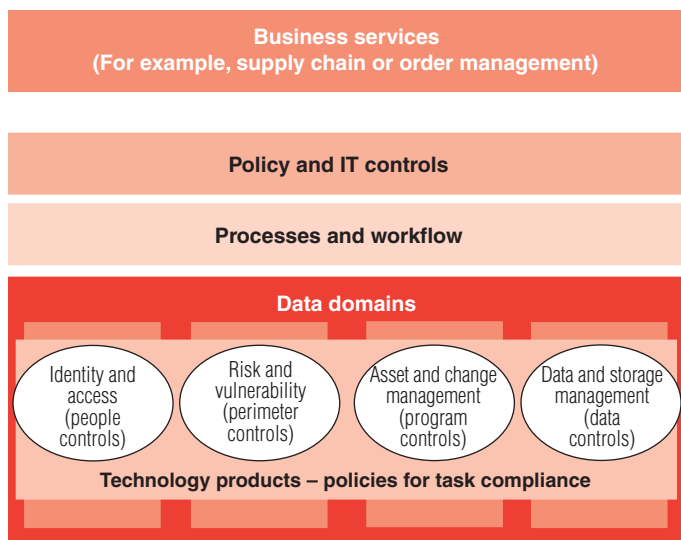 Business services
(For example, supply chain or order management)
Policy and IT controls
Processes and workflow
Data domains
Identity and
access
(people
controls)
Risk and
vulnerability
(perimeter
controls)
Asset and change
management
(program
controls)
Data and storage
management
(data
controls)
Technology products – policies for task compliance